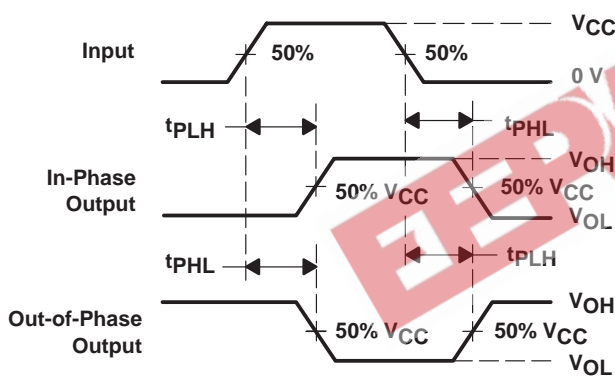 Input
50%
50%
VCC
0 V
tPLH
tPHL
In-Phase
Output
50% VCC
VOH
50% VCC
VOL
tPHL
tPLH
Out-of-Phase
Output
50% VCC
VOH
50% VCC
VOL